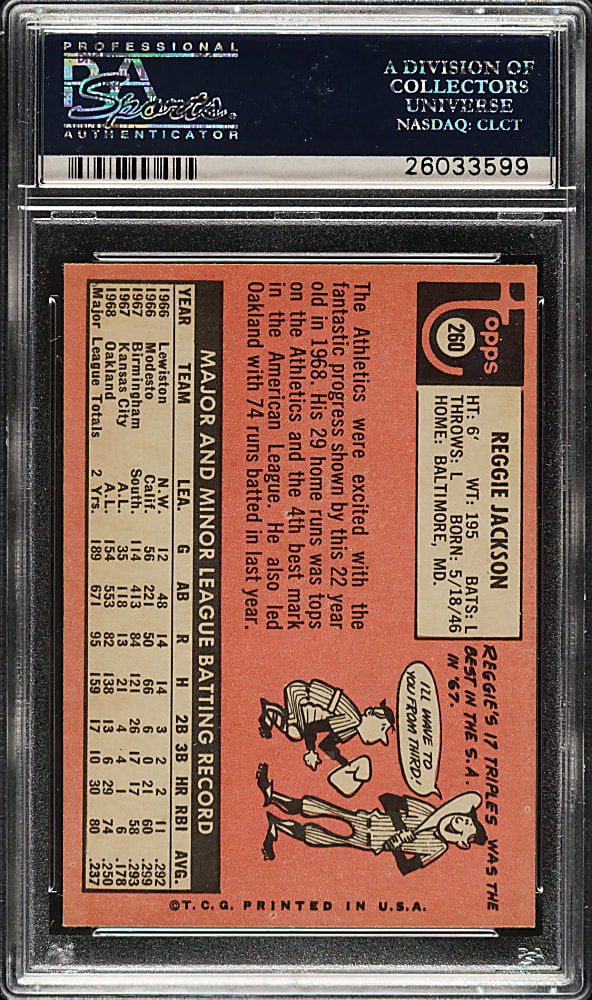 PROFESSIONAL
PSA
Sports
AUTHENTICATOR
A DIVISION OF
COLLECTORS
UNIVERSE
NASDAQ: CLCT
26033599
Topps
260
REGGIE JACKSON
HT: 6' WT: 195 BATS: L
THROWS: L BORN: 5/18/46
HOME: BALTIMORE, MD.
REGGIE'S 17 TRIPLES WAS THE
BEST IN THE S.A.
IN '67.
I'LL WAVE TO
YOU FROM THIRD!
The Athletics were excited with the
fantastic progress shown by this 22 year
old in 1968. His 29 home runs was tops
on the Athletics and the 4th best mark
in the American League. He also led
Oakland with 74 runs batted in last year.
MAJOR AND MINOR LEAGUE BATTING RECORD
YEAR TEAM LEA. G AB R H 2B 3B HR RBI AVG.
1966 Lewiston N.W. 12 48 14 14 3 2 2 11 .292
1966 Modesto Calif. 56 221 50 66 6 0 21 60 .299
1967 Birmingham South. 114 413 84 121 26 17 17 58 .293
1967 Kansas City A.L. 35 118 13 21 4 4 1 6 .178
1968 Oakland A.L. 154 553 82 138 13 6 29 74 .250
Major League Totals 2 Yrs. 189 671 95 159 17 10 30 80 .237
©T.C.G. PRINTED IN U.S.A.